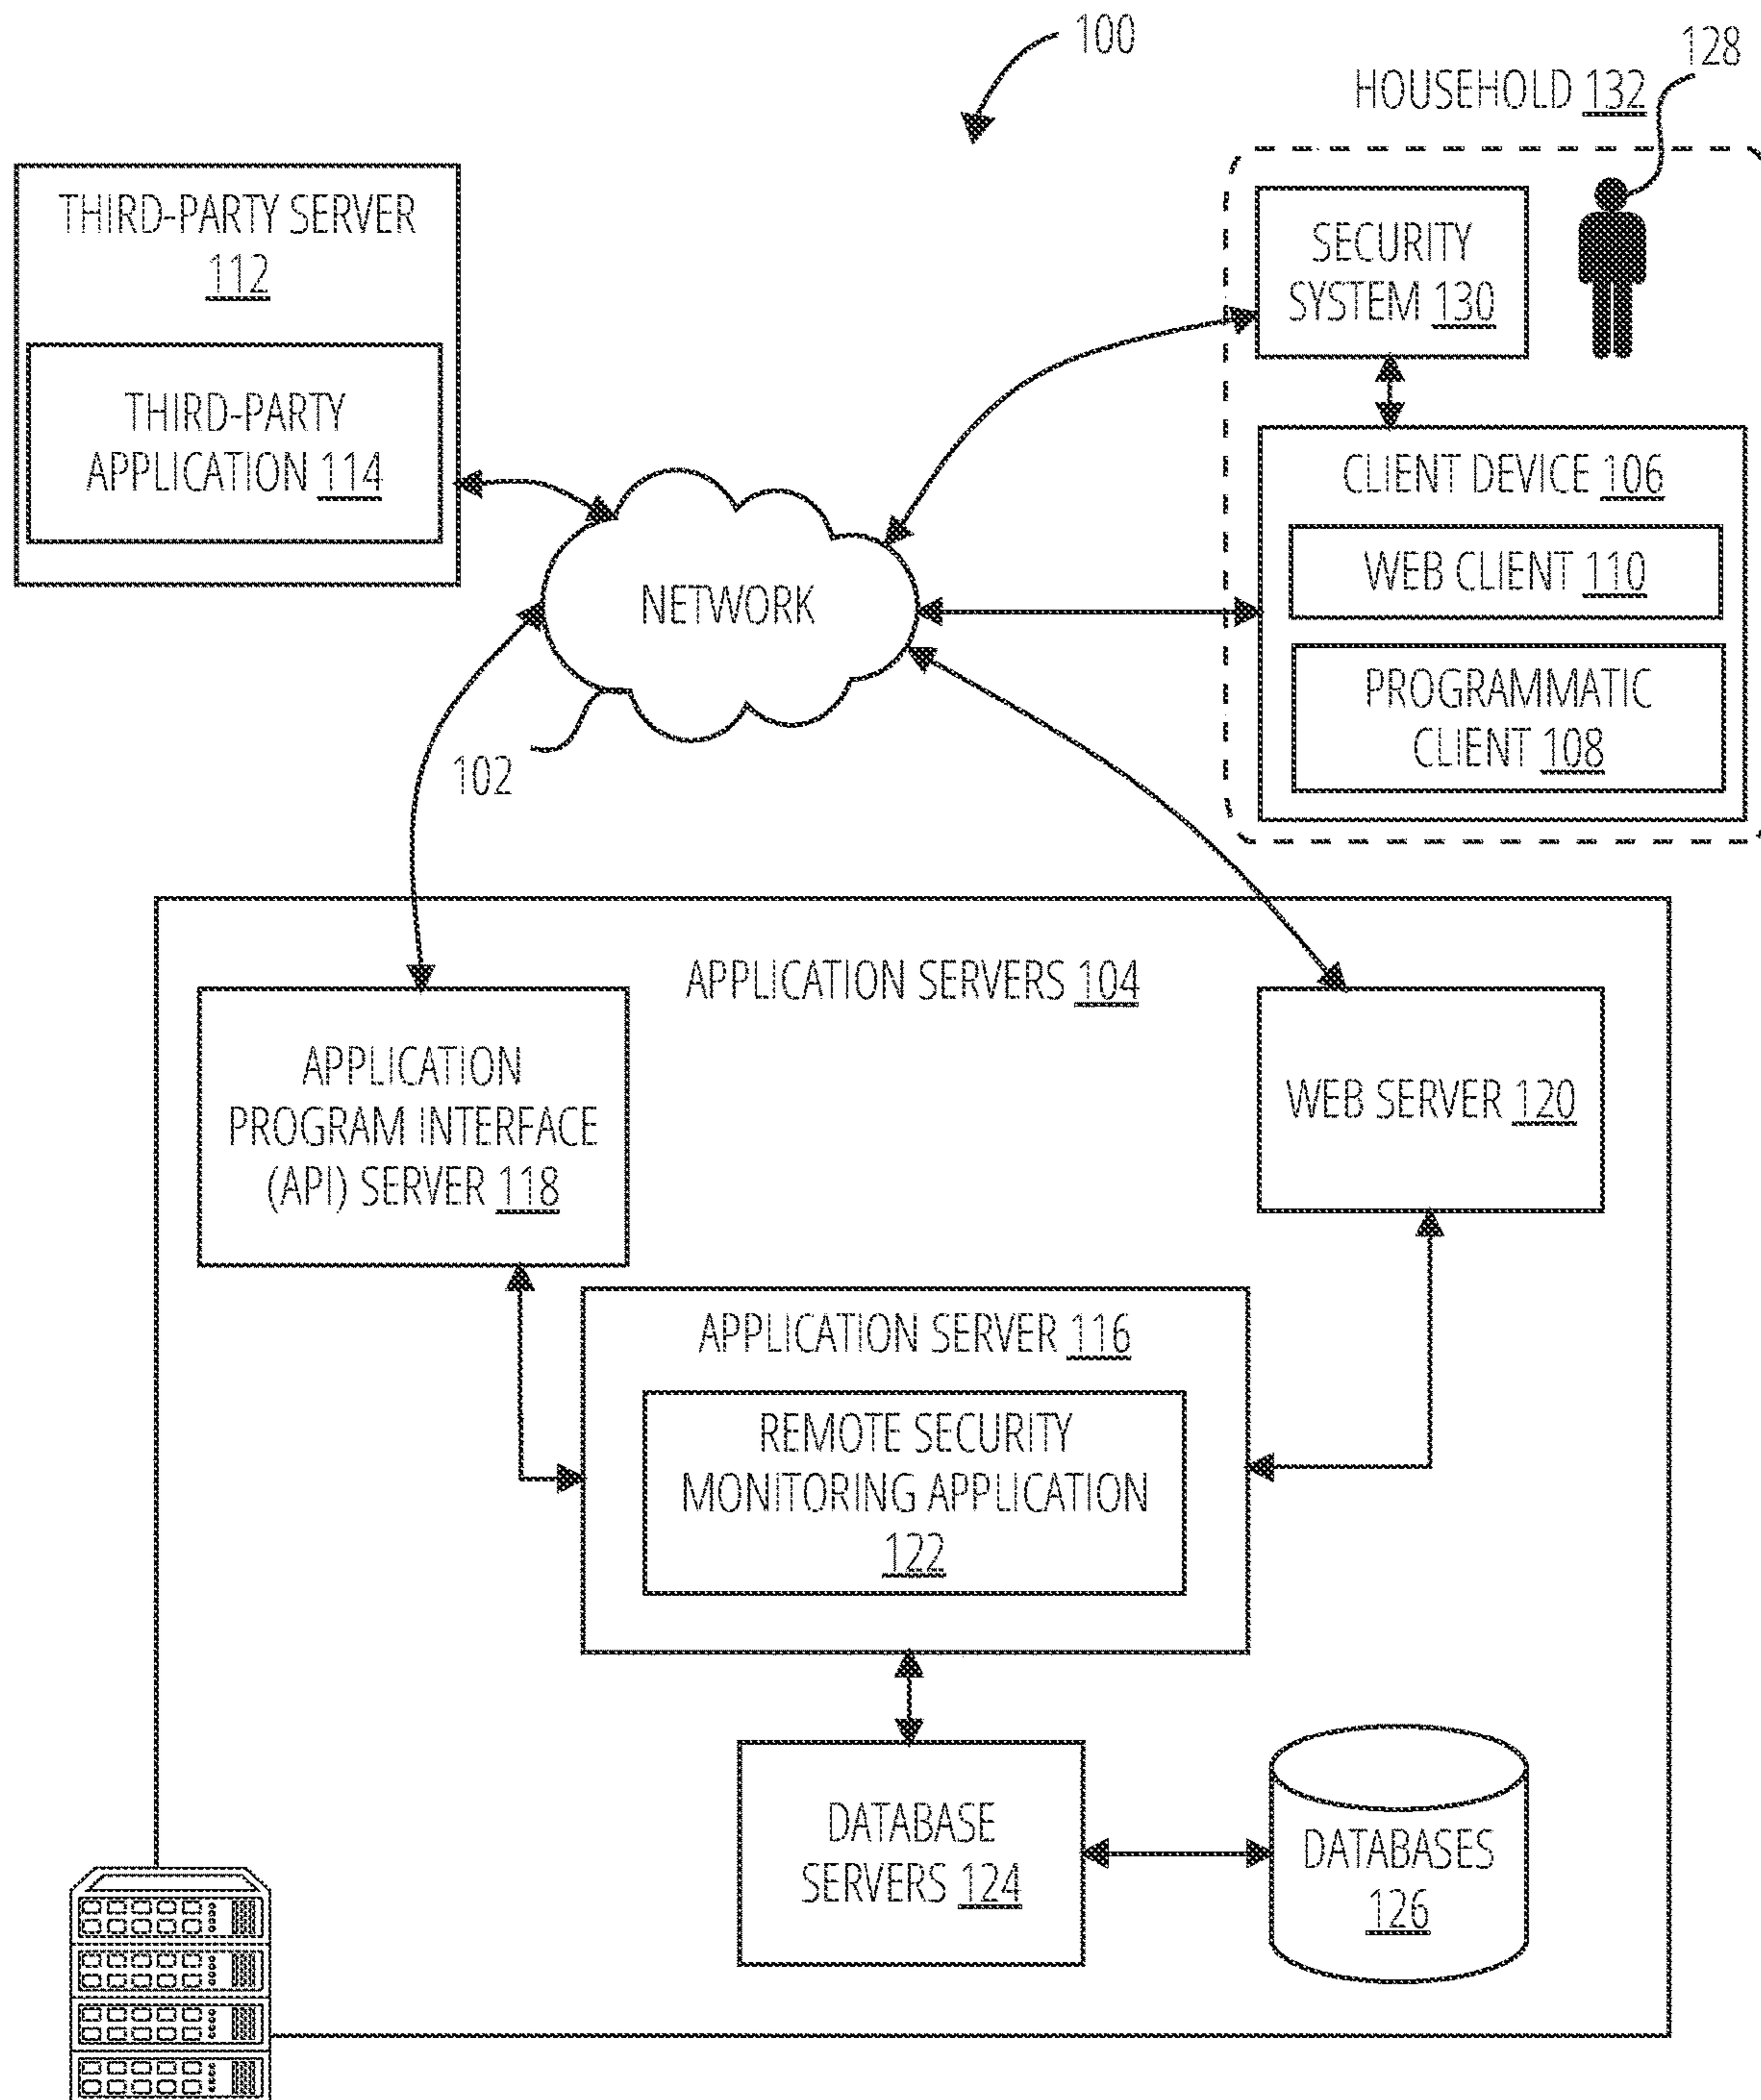 100
128
HOUSEHOLD 132
THIRD-PARTY SERVER
112
THIRD-PARTY
APPLICATION 114
SECURITY
SYSTEM 130
CLIENT DEVICE 106
WEB CLIENT 110
PROGRAMMATIC
CLIENT 108
NETWORK
102
APPLICATION SERVERS 104
APPLICATION
PROGRAM INTERFACE
(API) SERVER 118
WEB SERVER 120
APPLICATION SERVER 116
REMOTE SECURITY
MONITORING APPLICATION
122
DATABASE
SERVERS 124
DATABASES
126